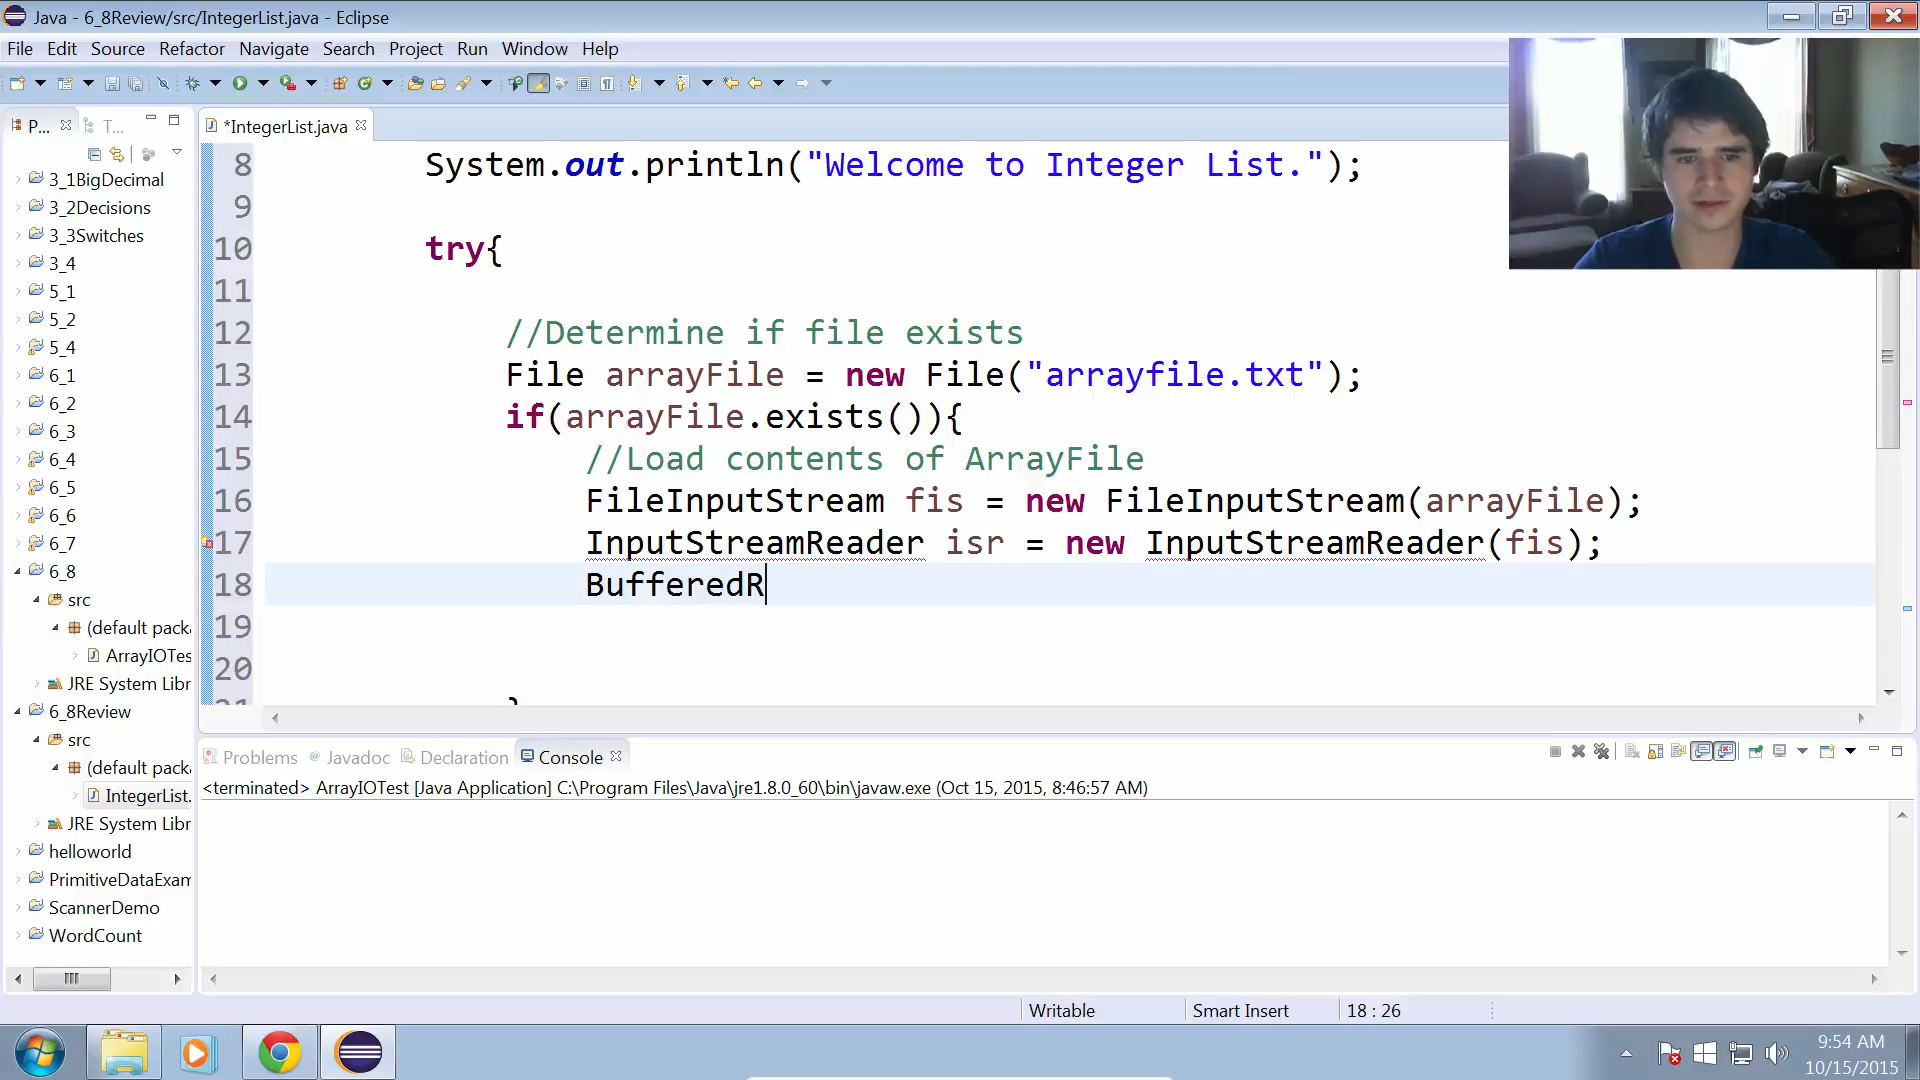 Java - 6_8Review/src/IntegerList.java - Eclipse
File Edit Source Refactor Navigate Search Project Run Window Help
P...
T...
*IntegerList.java
3_1BigDecimal
3_2Decisions
3_3Switches
3_4
5_1
5_2
5_4
6_1
6_2
6_3
6_4
6_5
6_6
6_7
6_8
src
(default pack
ArrayIOTes
JRE System Libr
6_8Review
src
(default pack
IntegerList.
JRE System Libr
helloworld
PrimitiveDataExam
ScannerDemo
WordCount
8 System.out.println("Welcome to Integer List.");
9
10 try{
11
12 //Determine if file exists
13 File arrayFile = new File("arrayfile.txt");
14 if(arrayFile.exists()){
15 //Load contents of ArrayFile
16 FileInputStream fis = new FileInputStream(arrayFile);
17 InputStreamReader isr = new InputStreamReader(fis);
18 BufferedR
19
20
Problems Javadoc Declaration Console
<terminated> ArrayIOTest [Java Application] C:\Program Files\Java\jre1.8.0_60\bin\javaw.exe (Oct 15, 2015, 8:46:57 AM)
Writable Smart Insert 18 : 26
9:54 AM
10/15/2015